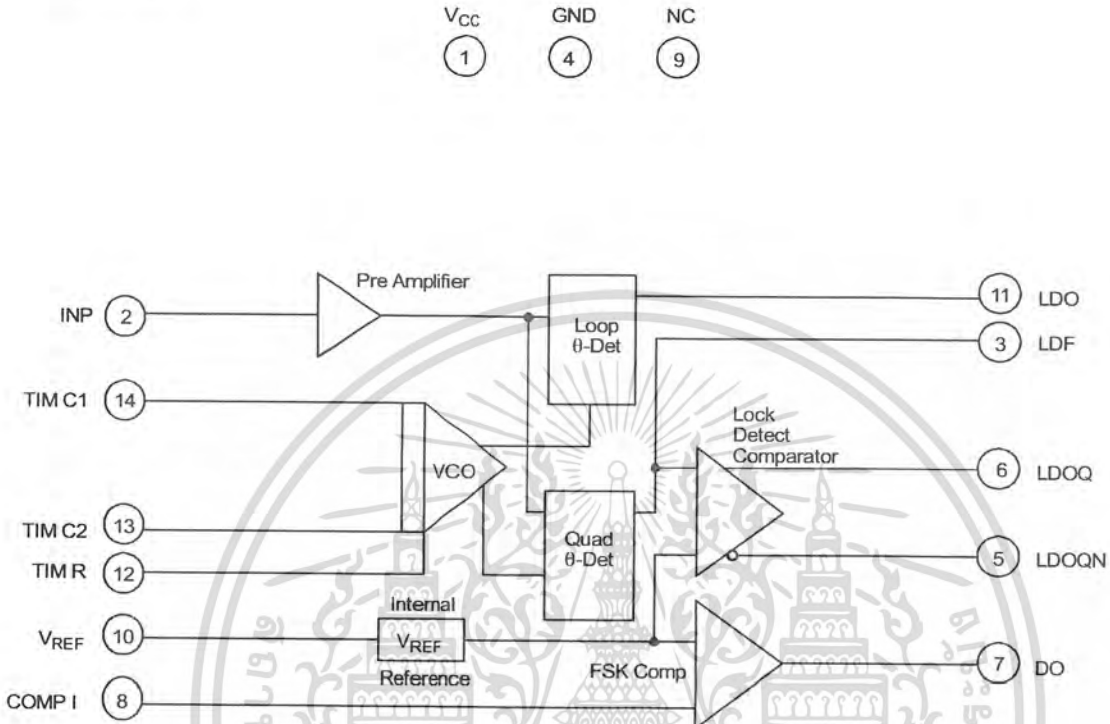 VCC GND NC
1 4 9
Pre Amplifier
INP 2
Loop θ-Det
11 LDO
3 LDF
TIM C1 14
VCO
Lock Detect Comparator
6 LDOQ
TIM C2 13
Quad θ-Det
5 LDOQN
TIM R 12
Internal
VREF 10
VREF
Reference
FSK Comp
7 DO
COMP I 8